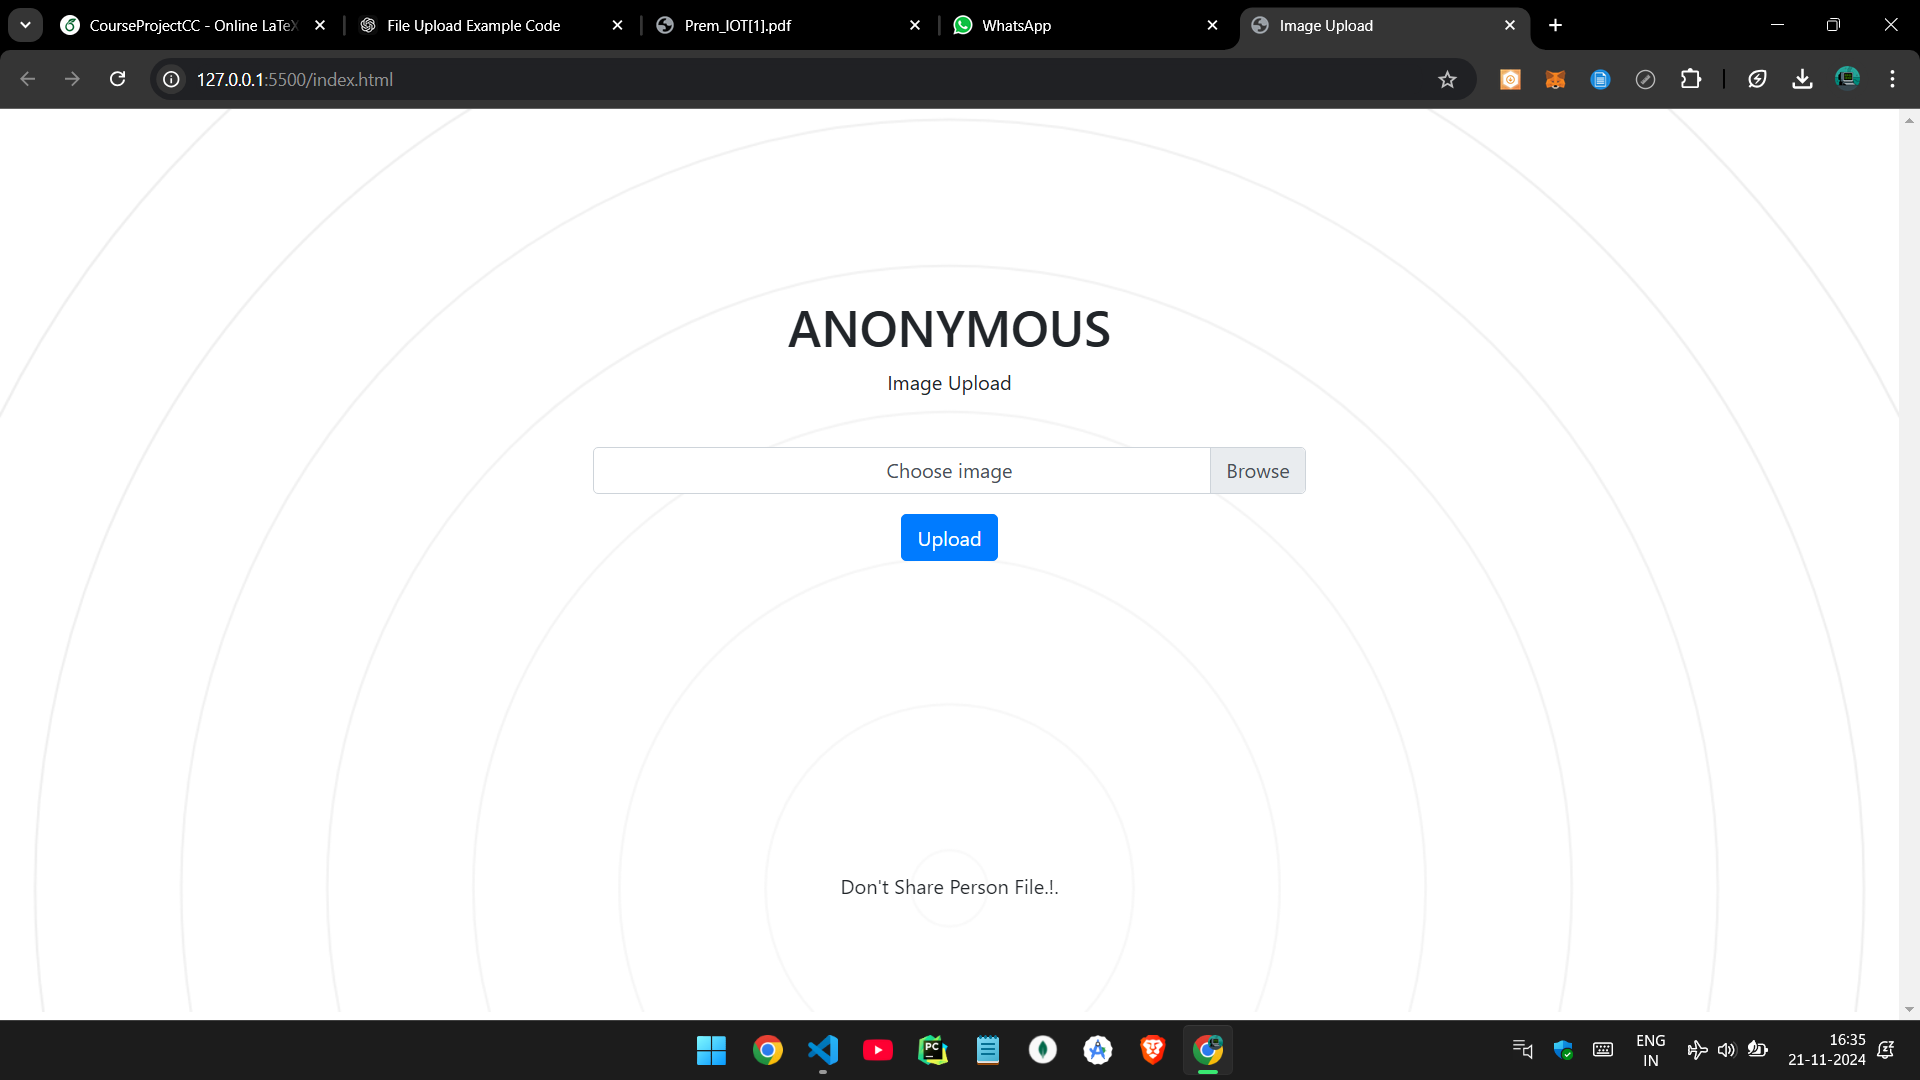 CourseProjectCC - Online LaTeX
File Upload Example Code
Prem_IOT[1].pdf
WhatsApp
Image Upload
127.0.0.1:5500/index.html
ANONYMOUS
Image Upload
Choose image
Browse
Upload
Don't Share Person File.!.
PC
ENG
IN
16:35
21-11-2024